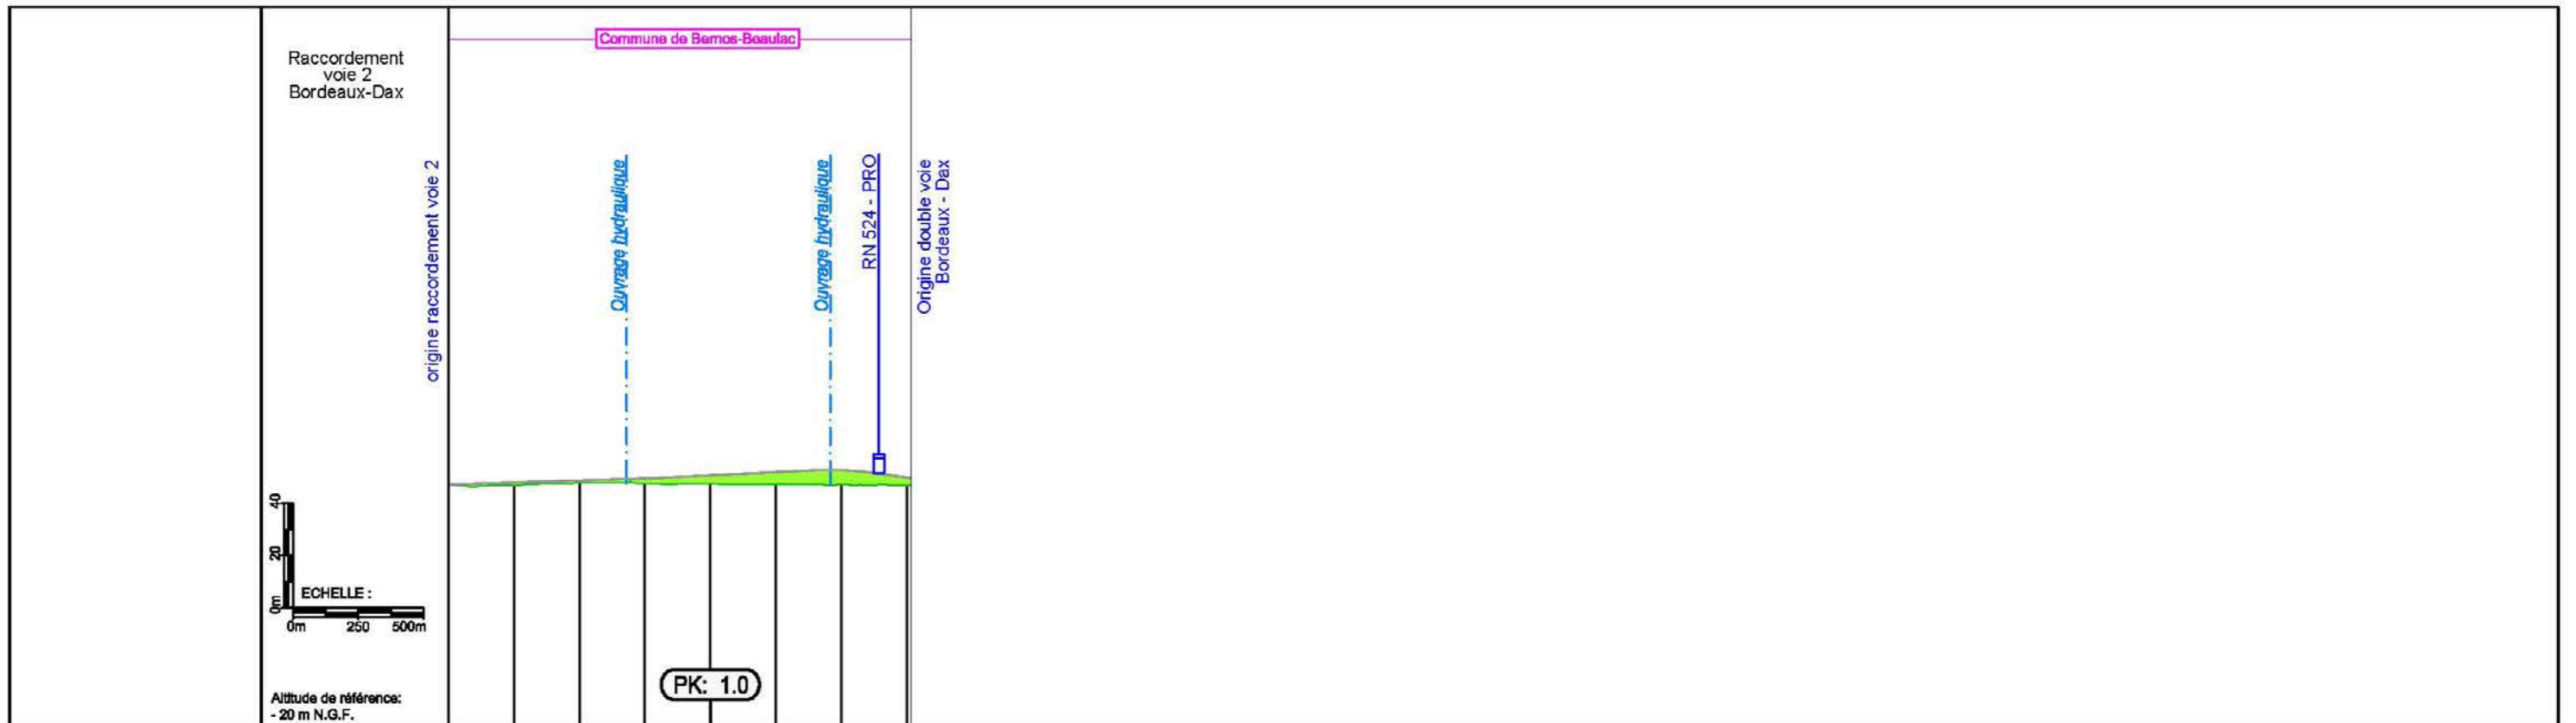 Commune de Bernos-Beaulac
Raccordement
voie 2
Bordeaux-Dax
origine raccordement voie 2
Ouvrage hydraulique
Ouvrage hydraulique
RN 524 - PRO
Origine double voie
Bordeaux - Dax
40
20
0m
ECHELLE :
0m 250 500m
PK: 1.0
Altitude de référence:
- 20 m N.G.F.